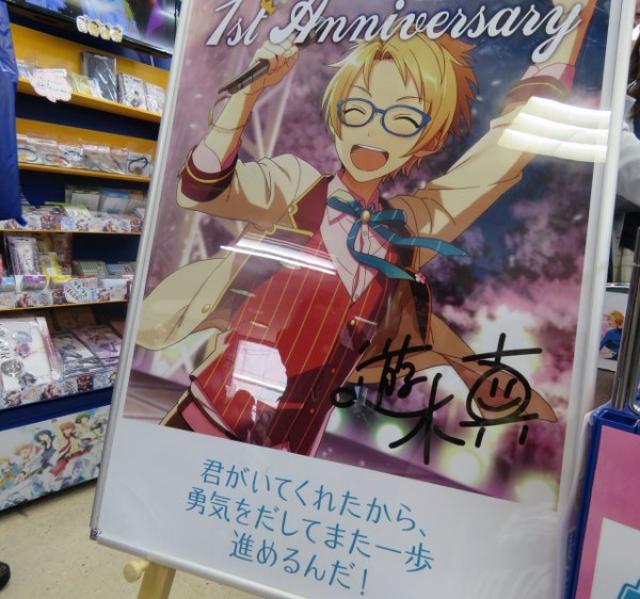 1st Anniversary
遊木真
君がいてくれたから、
勇気をだしてまた一歩
進めるんだ！